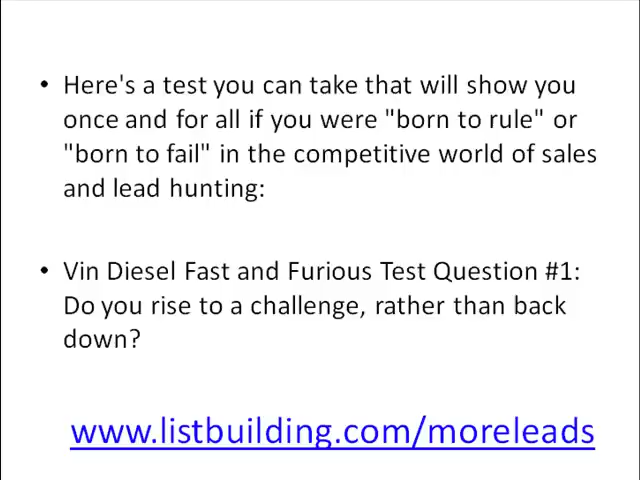 • Here's a test you can take that will show you
once and for all if you were "born to rule" or
"born to fail" in the competitive world of sales
and lead hunting:
• Vin Diesel Fast and Furious Test Question #1:
Do you rise to a challenge, rather than back
down?
www.listbuilding.com/moreleads